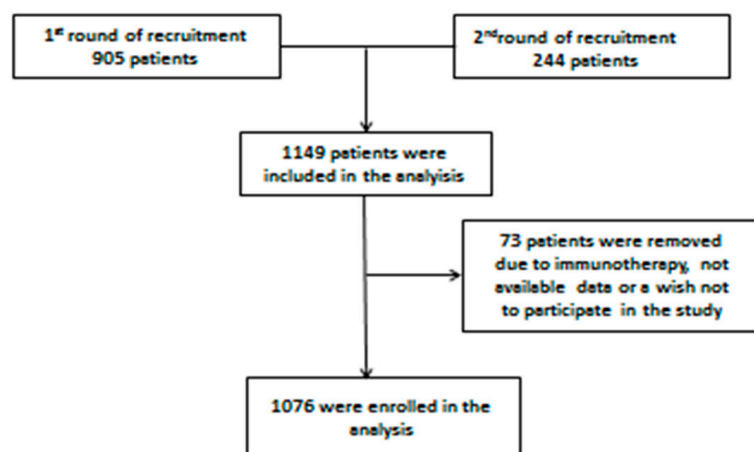 1st round of recruitment
905 patients
2nd round of recruitment
244 patients
1149 patients were
included in the analyisis
73 patients were removed
due to immunotherapy, not
available data or a wish not
to participate in the study
1076 were enrolled in the
analysis